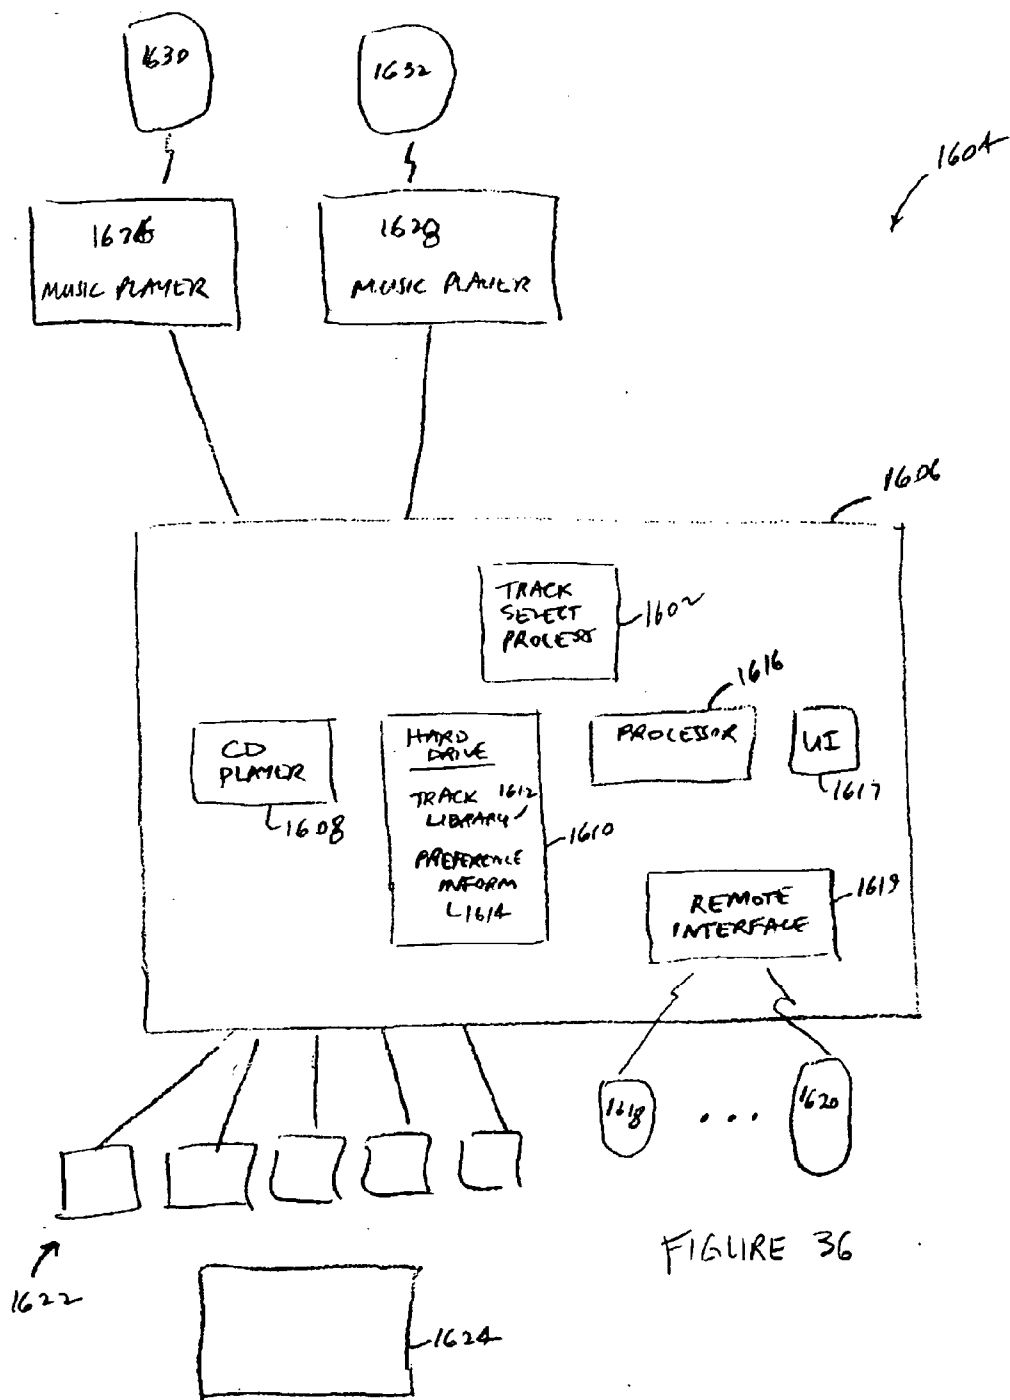 1630
1632
1604
1628
MUSIC PLAYER
MUSIC PLAYER
1606
TRACK
SELECT
PROCESS
1602
1616
CD
PLAYER
1608
HARD
DRIVE
TRACK 1612
LIBRARY
1610
PREFERENCE
INFORM
1614
PROCESSOR
UI
1617
REMOTE
INTERFACE
1619
1618
...
1620
1622
FIGURE 36
1624